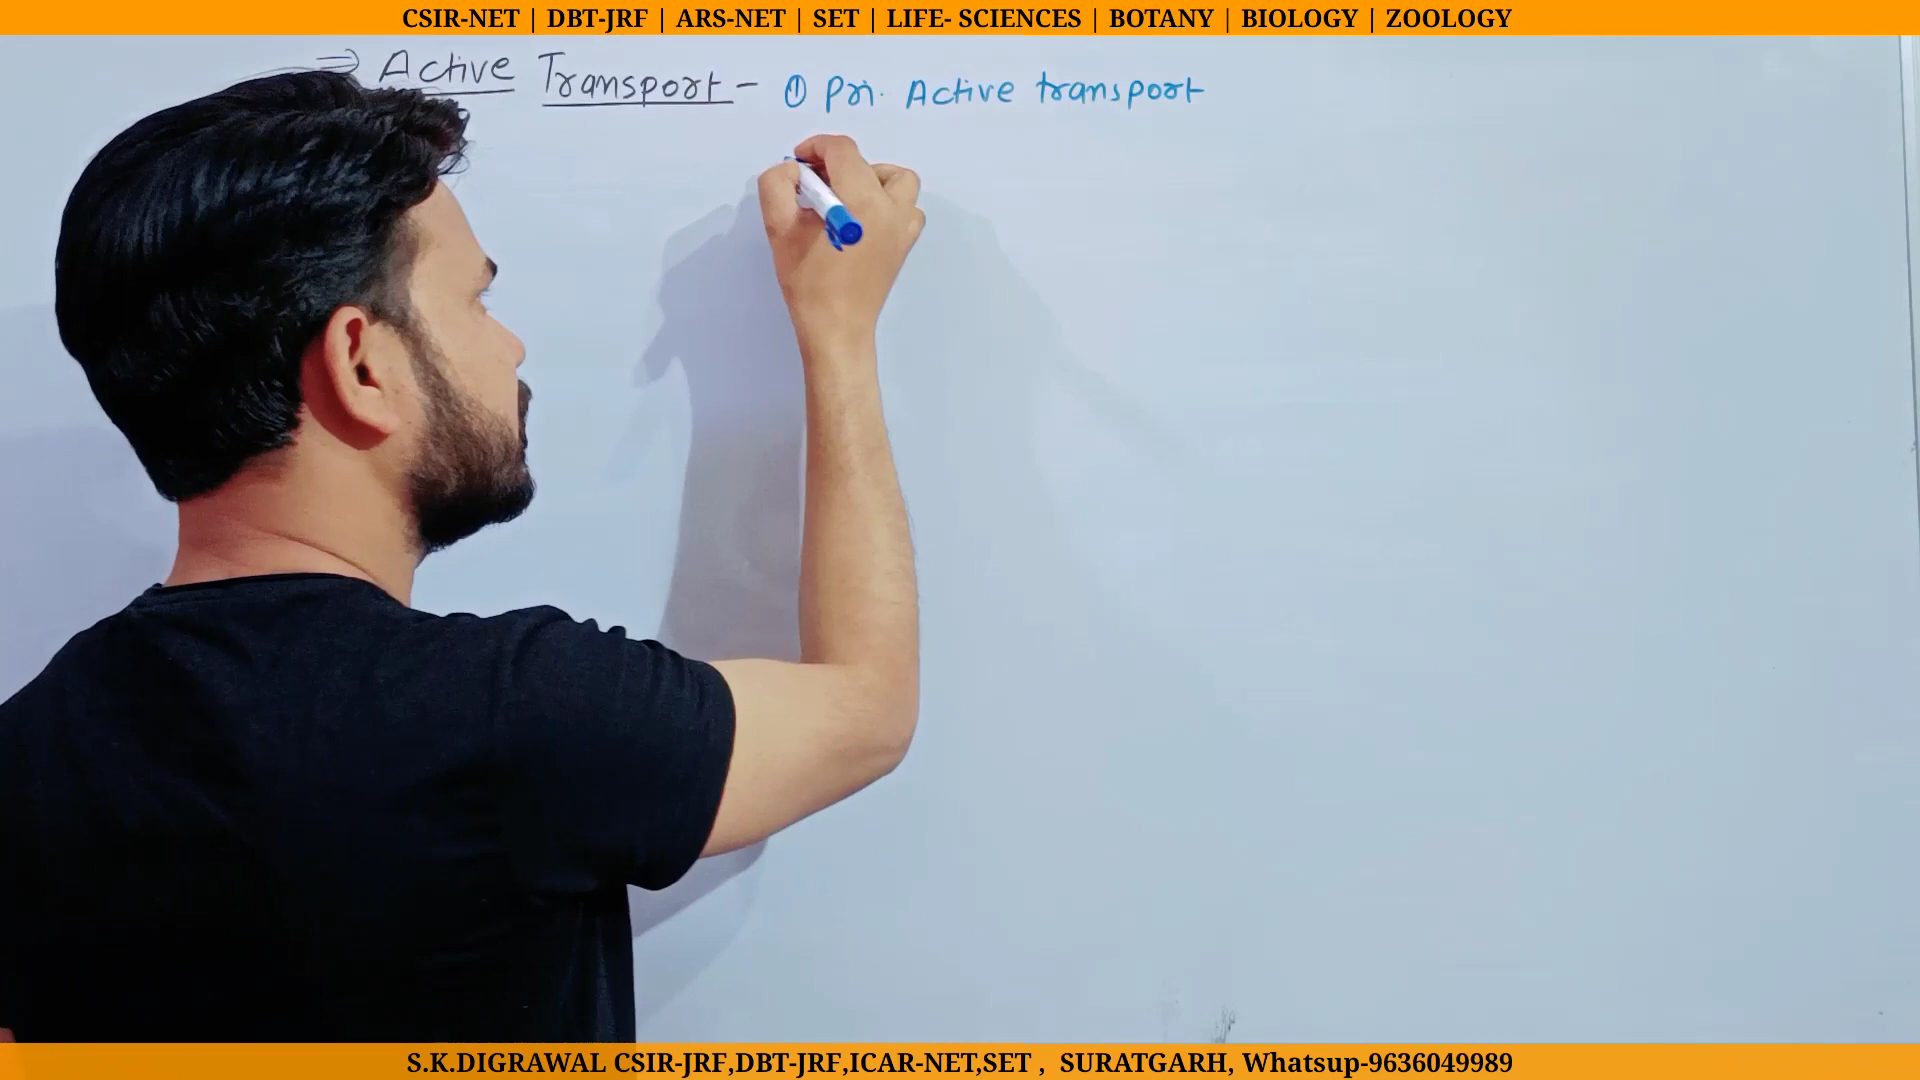 CSIR-NET | DBT-JRF | ARS-NET | SET | LIFE- SCIENCES | BOTANY | BIOLOGY | ZOOLOGY
⇒ Active Transport - ① Pri. Active transport
S.K.DIGRAWAL CSIR-JRF,DBT-JRF,ICAR-NET,SET , SURATGARH, Whatsup-9636049989